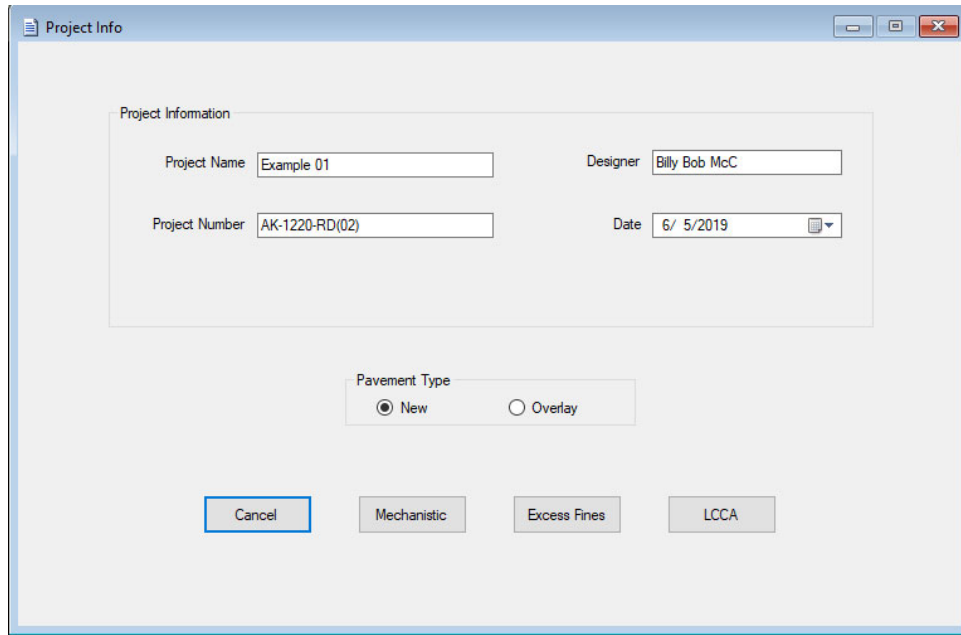 Project Info
Project Information
Project Name Example 01 Designer Billy Bob McC
Project Number AK-1220-RD(02) Date 6/ 5/2019
Pavement Type
New Overlay
Cancel Mechanistic Excess Fines LCCA